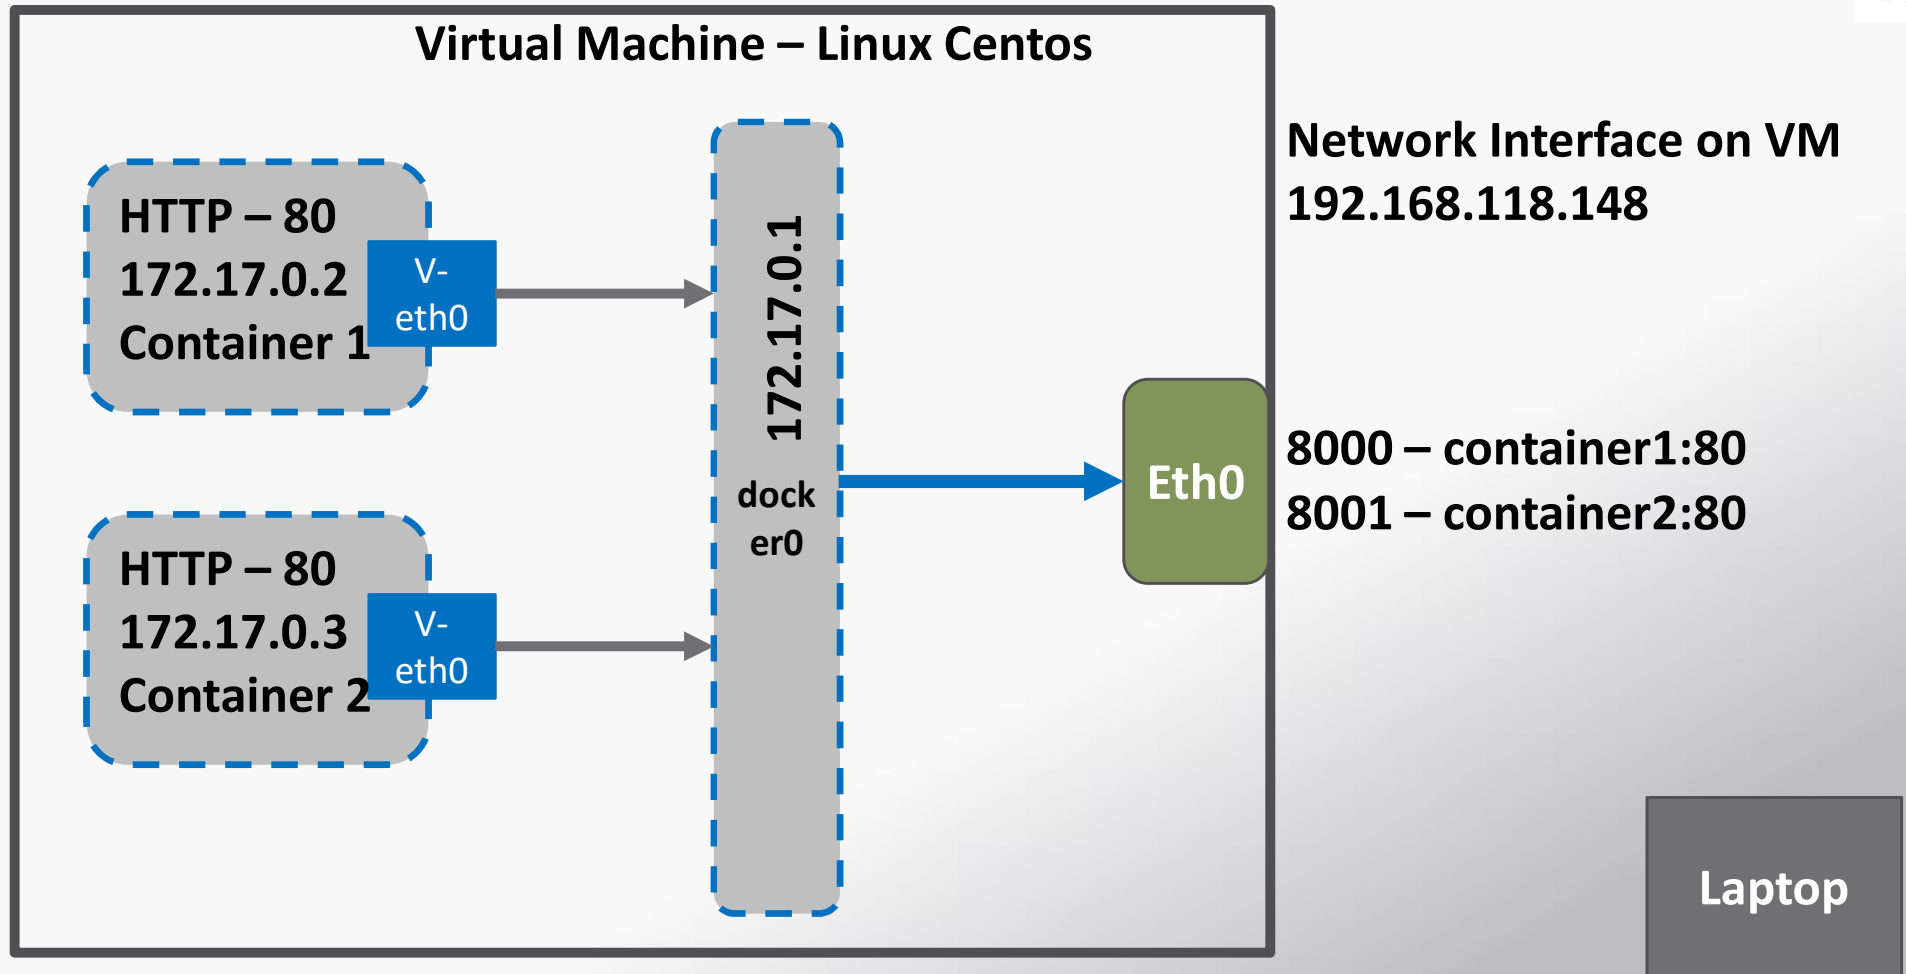 Virtual Machine – Linux Centos
HTTP – 80
172.17.0.2
Container 1
V-
eth0
HTTP – 80
172.17.0.3
Container 2
V-
eth0
172.17.0.1
dock
er0
Eth0
Network Interface on VM
192.168.118.148
8000 – container1:80
8001 – container2:80
Laptop